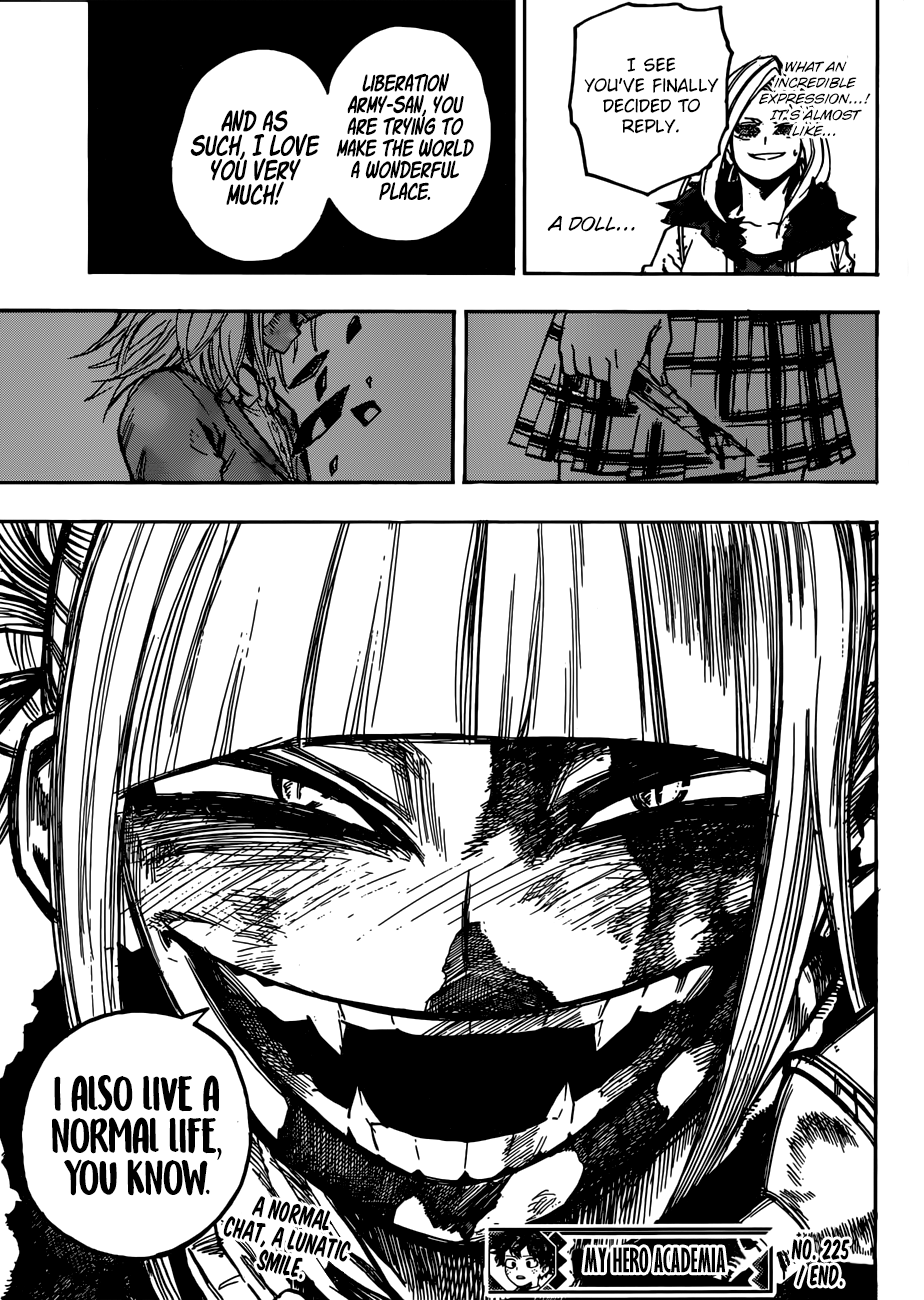 I SEE
YOU'VE FINALLY
DECIDED TO
REPLY.
WHAT AN
INCREDIBLE
EXPRESSION...!
IT'S ALMOST
LIKE...
A DOLL...
LIBERATION
ARMY-SAN, YOU
ARE TRYING TO
MAKE THE WORLD
A WONDERFUL
PLACE.
AND AS
SUCH, I LOVE
YOU VERY
MUCH!
I ALSO LIVE A
NORMAL LIFE,
YOU KNOW.
A NORMAL
CHAT, A LUNATIC
SMILE.
MY HERO ACADEMIA
NO. 225
/ END.